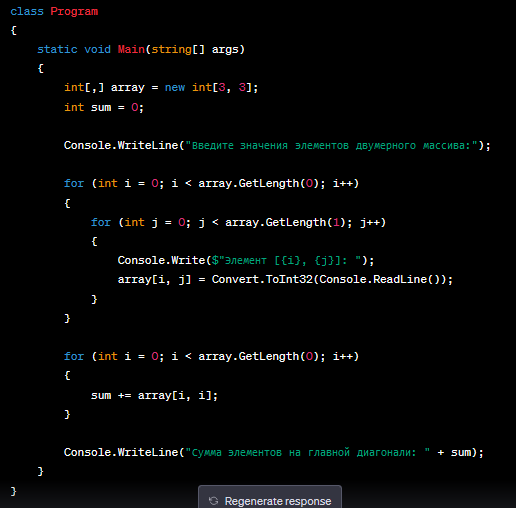 class Program
{
    static void Main(string[] args)
    {
        int[,] array = new int[3, 3];
        int sum = 0;

        Console.WriteLine("Введите значения элементов двумерного массива:");

        for (int i = 0; i < array.GetLength(0); i++)
        {
            for (int j = 0; j < array.GetLength(1); j++)
            {
                Console.Write($"Элемент [{i}, {j}]: ");
                array[i, j] = Convert.ToInt32(Console.ReadLine());
            }
        }

        for (int i = 0; i < array.GetLength(0); i++)
        {
            sum += array[i, i];
        }

        Console.WriteLine("Сумма элементов на главной диагонали: " + sum);
    }
}
Regenerate response